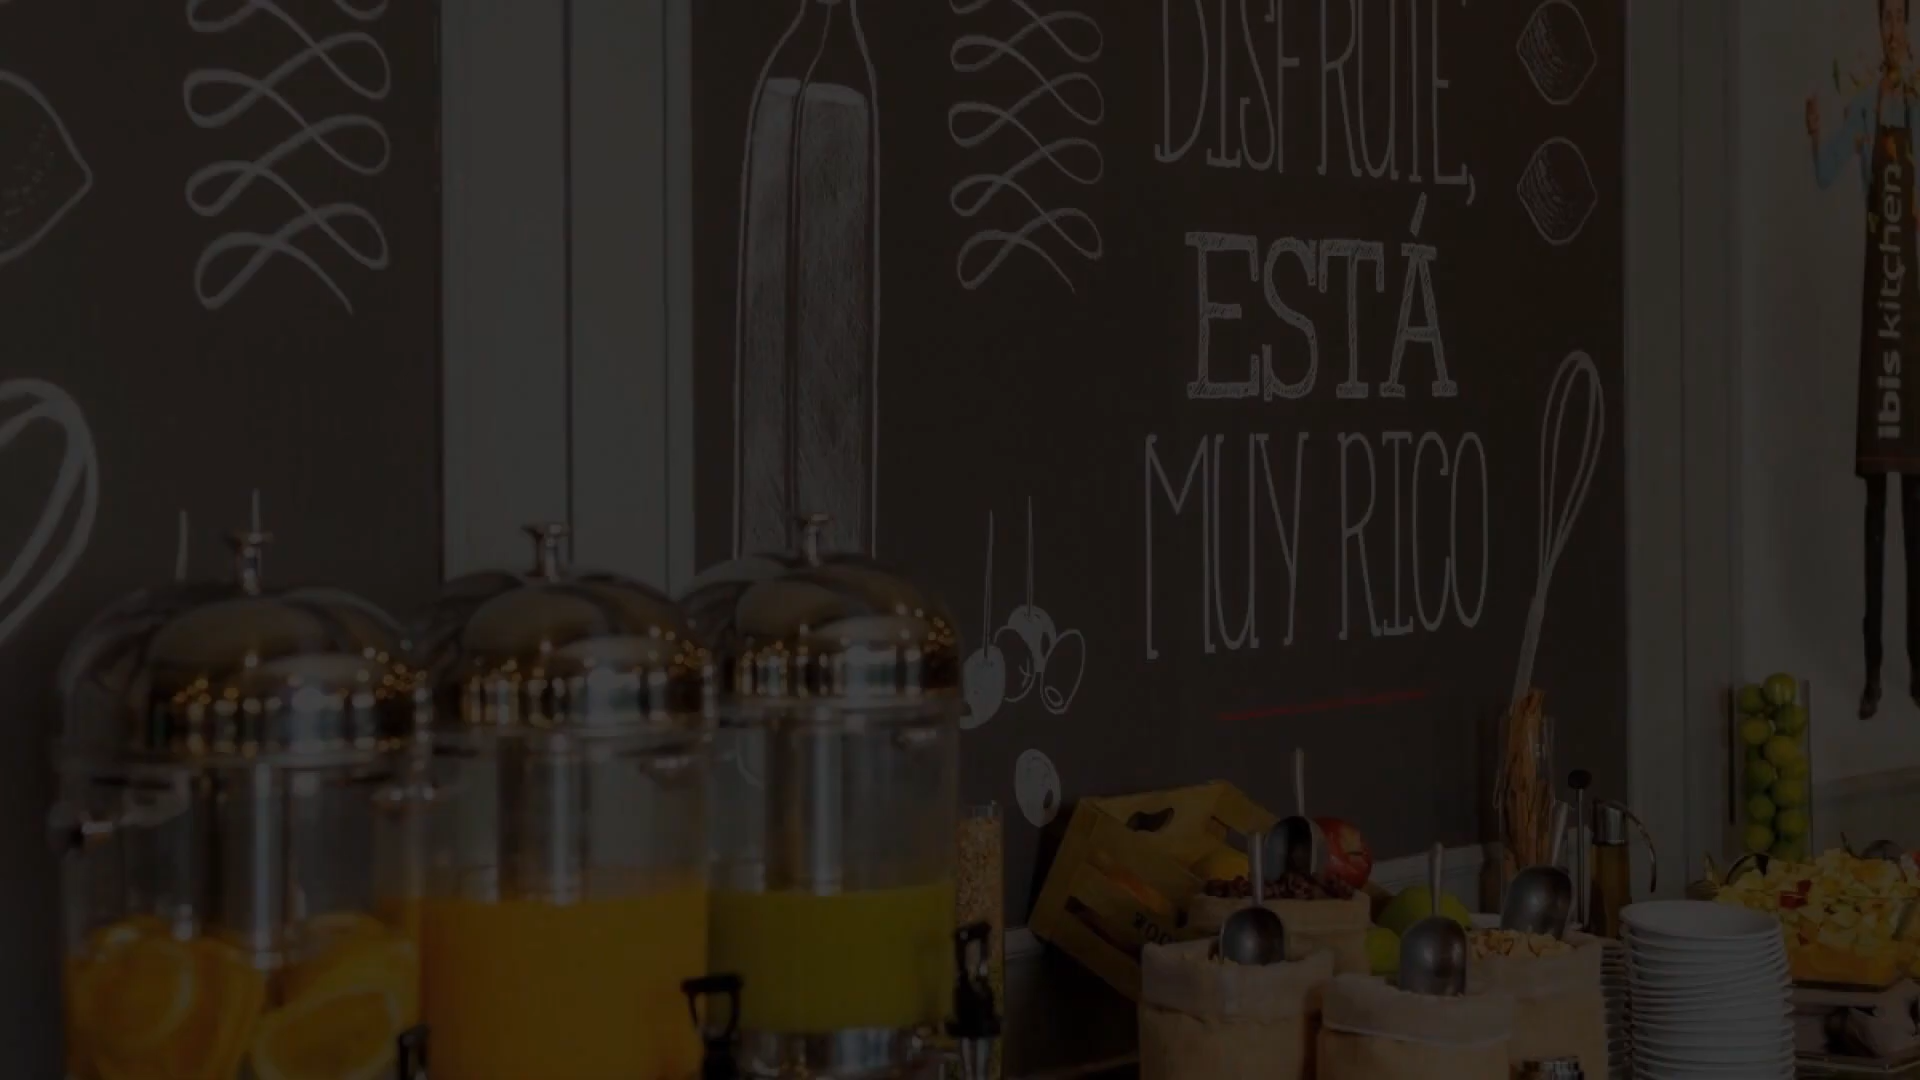 DISFRUTE,
ESTÁ
MUY RICO
Ibis kitchen